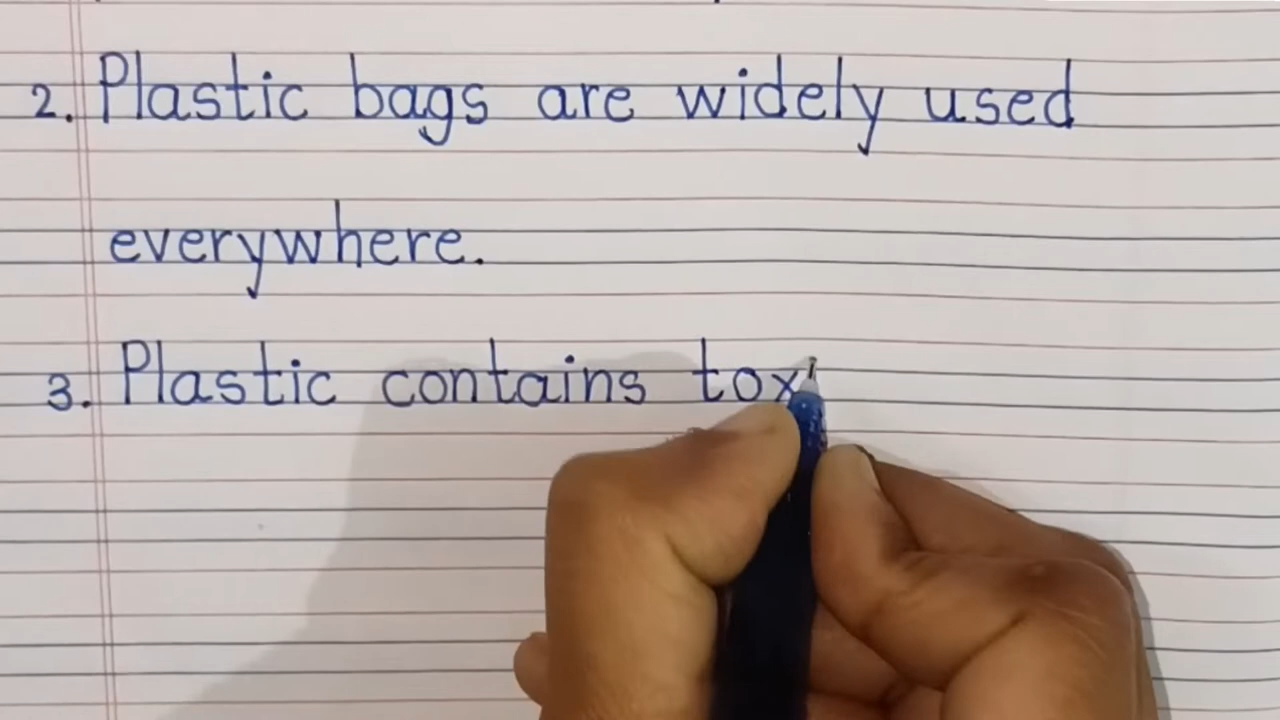 2. Plastic bags are widely used
everywhere.
3. Plastic contains tox